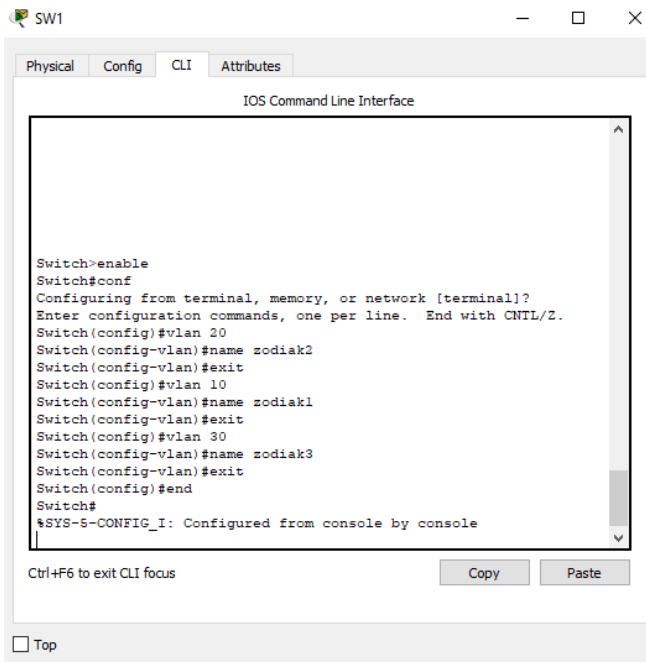 SW1
Physical Config CLI Attributes
IOS Command Line Interface
Switch>enable
Switch#conf
Configuring from terminal, memory, or network [terminal]?
Enter configuration commands, one per line.  End with CNTL/Z.
Switch(config)#vlan 20
Switch(config-vlan)#name zodiak2
Switch(config-vlan)#exit
Switch(config)#vlan 10
Switch(config-vlan)#name zodiak1
Switch(config-vlan)#exit
Switch(config)#vlan 30
Switch(config-vlan)#name zodiak3
Switch(config-vlan)#exit
Switch(config)#end
Switch#
%SYS-5-CONFIG_I: Configured from console by console
Ctrl+F6 to exit CLI focus
Copy Paste
Top